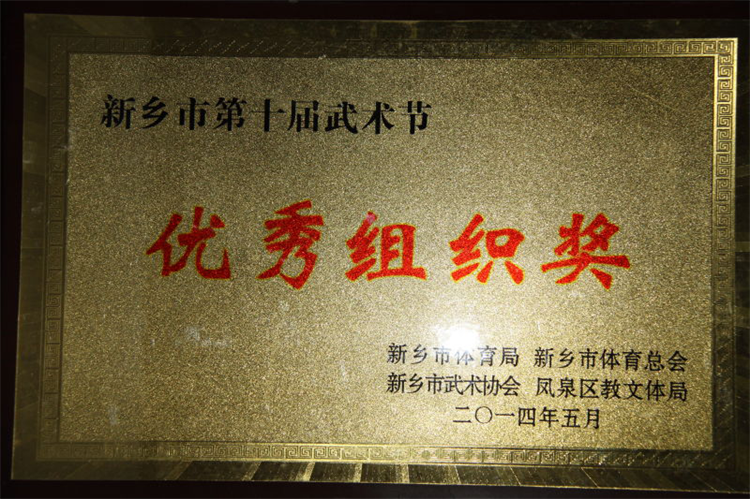 新乡市第十届武术节
优秀组织奖
新乡市体育局 新乡市体育总会
新乡市武术协会 凤泉区教文体局
二〇一四年五月